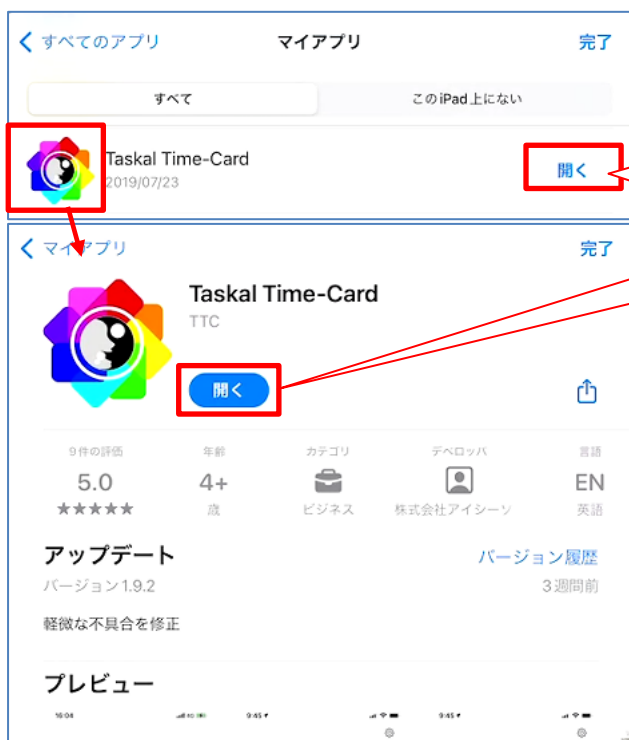 すべてのアプリ マイアプリ 完了
すべて このiPad上にない
Taskal Time-Card
2019/07/23
開く
マイアプリ 完了
Taskal Time-Card
TTC
開く
9件の評価 年齢 カテゴリ デベロッパ 言語
5.0 4+ EN
★★★★★ 歳 ビジネス 株式会社アイシーソ 英語
アップデート バージョン履歴
バージョン1.9.2 3週間前
軽微な不具合を修正
プレビュー
16:04 9:45 9:45